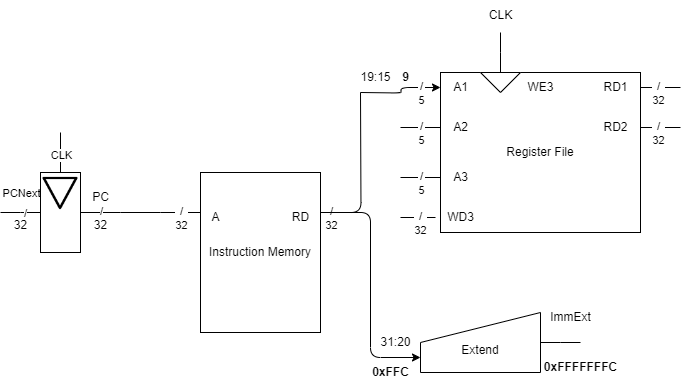 CLK
19:15 9
A1 WE3 RD1
5 32
A2 RD2
5 32
Register File
CLK
A3
5
PCNext PC
32 32 32
A RD
32
WD3
32
Instruction Memory
ImmExt
31:20
Extend
0xFFC
0xFFFFFFFC